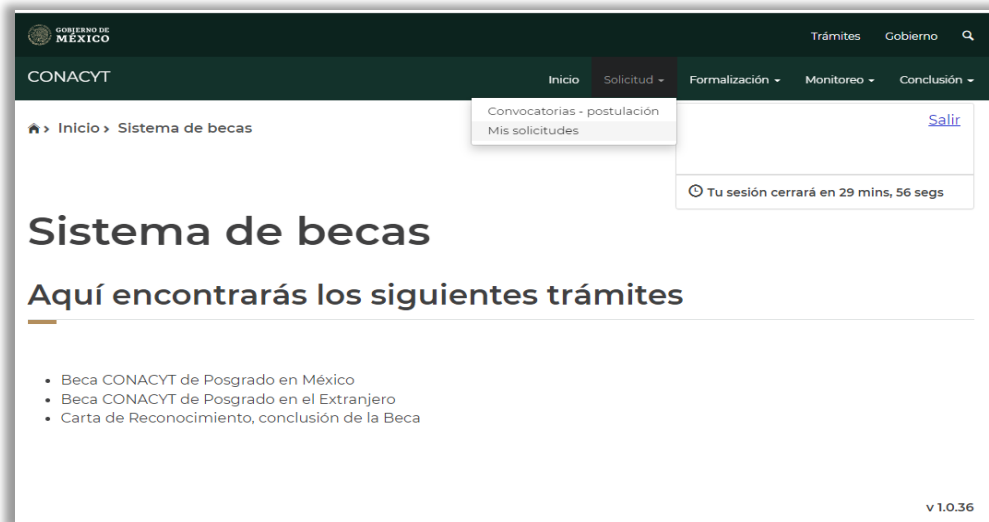 GOBIERNO DE
MÉXICO
Trámites Gobierno
CONACYT
Inicio Solicitud Formalización Monitoreo Conclusión
Convocatorias - postulación
Mis solicitudes
Inicio › Sistema de becas
Salir
Tu sesión cerrará en 29 mins, 56 segs
Sistema de becas
Aquí encontrarás los siguientes trámites
• Beca CONACYT de Posgrado en México
• Beca CONACYT de Posgrado en el Extranjero
• Carta de Reconocimiento, conclusión de la Beca
v 1.0.36